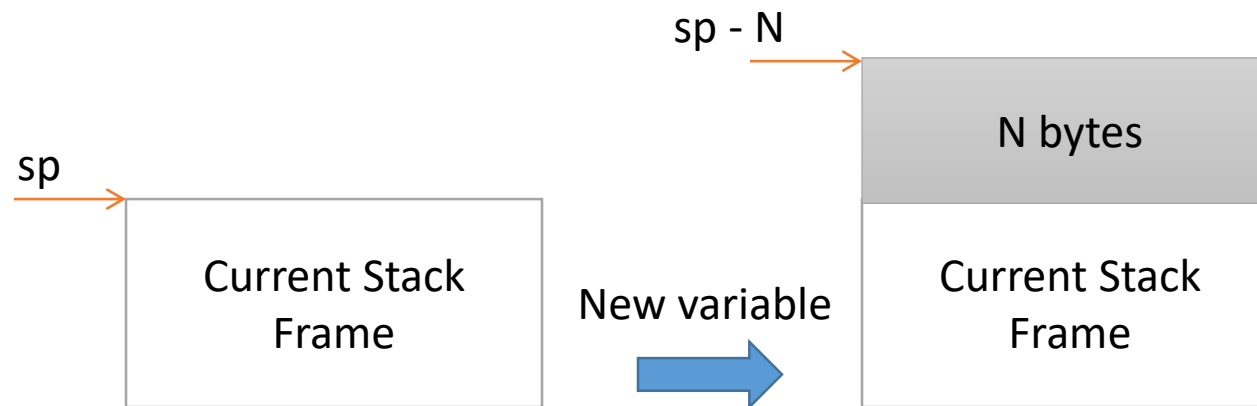 sp
Current Stack
Frame
New variable
sp - N
N bytes
Current Stack
Frame